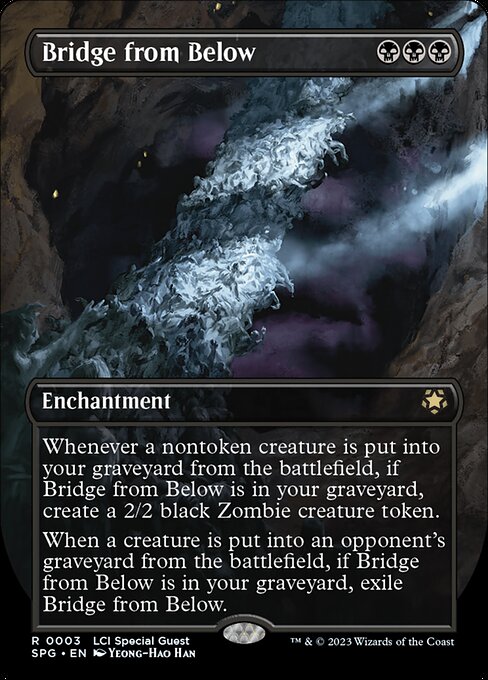 Bridge from Below
Enchantment
Whenever a nontoken creature is put into
your graveyard from the battlefield, if
Bridge from Below is in your graveyard,
create a 2/2 black Zombie creature token.
When a creature is put into an opponent's
graveyard from the battlefield, if Bridge
from Below is in your graveyard, exile
Bridge from Below.
R 0003 LCI Special Guest
SPG • EN Yeong-Hao Han
™ & © 2023 Wizards of the Coast